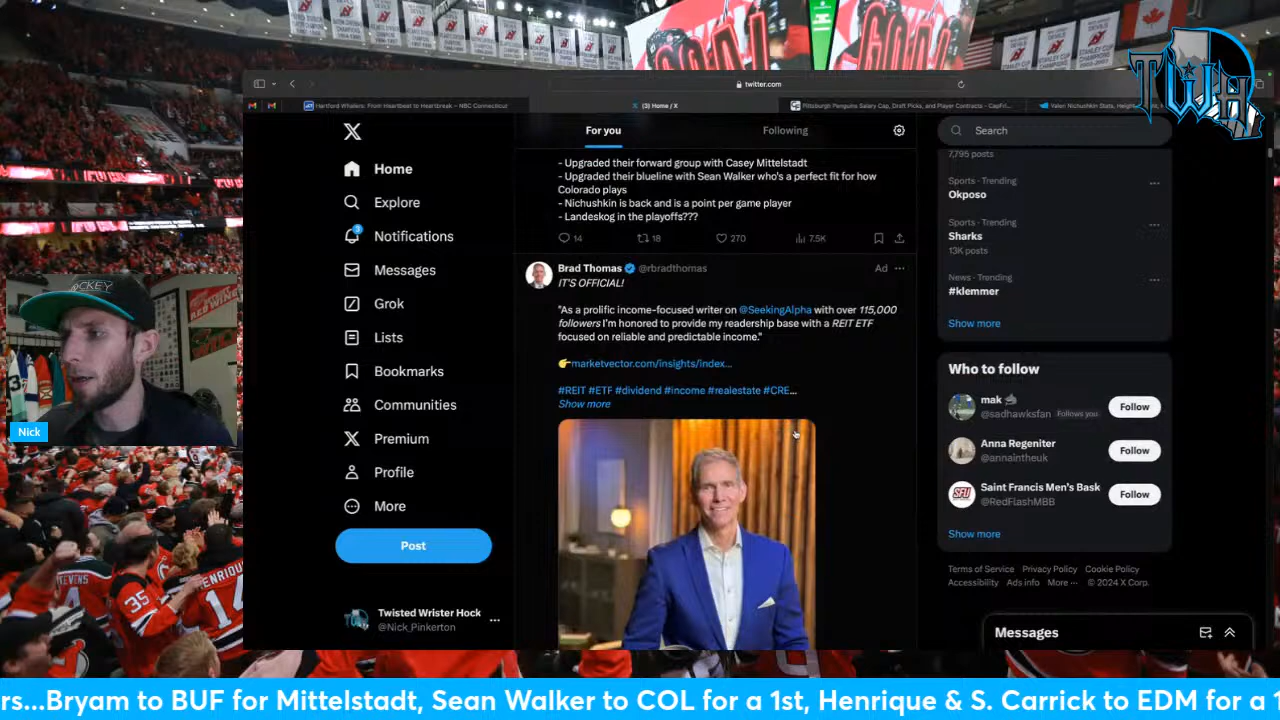 twitter.com
Hartford Whalers: From Heartbeat to Heartbreak – NBC Connecticut
(3) Home / X
Pittsburgh Penguins Salary Cap, Draft Picks, and Player Contracts - CapFri...
TWH
For you
Following
Search
Home
Explore
3
Notifications
Messages
Grok
Lists
Bookmarks
Communities
Premium
Profile
More
Post
Twisted Wrister Hock
@Nick_Pinkerton
- Upgraded their forward group with Casey Mittelstadt
- Upgraded their blueline with Sean Walker who's a perfect fit for how
Colorado plays
- Nichushkin is back and is a point per game player
- Landeskog in the playoffs???
14
18
270
7.5K
Brad Thomas @rbradthomas
Ad
IT'S OFFICIAL!
"As a prolific income-focused writer on @SeekingAlpha with over 115,000
followers I'm honored to provide my readership base with a REIT ETF
focused on reliable and predictable income."
👉marketvector.com/insights/index...
#REIT #ETF #dividend #income #realestate #CRE...
Show more
7,795 posts
Sports · Trending
Okposo
Sports · Trending
Sharks
13K posts
News · Trending
#klemmer
Show more
Who to follow
mak
@sadhawksfan Follows you
Follow
Anna Regeniter
@annaintheuk
Follow
SFU
Saint Francis Men's Bask
@RedFlashMBB
Follow
Show more
Terms of Service Privacy Policy Cookie Policy
Accessibility Ads info More ··· © 2024 X Corp.
Messages
Nick
GOAL
GOAL
STEVENS
35
HENRIQUE
14
rs...Bryam to BUF for Mittelstadt, Sean Walker to COL for a 1st, Henrique & S. Carrick to EDM for a 1